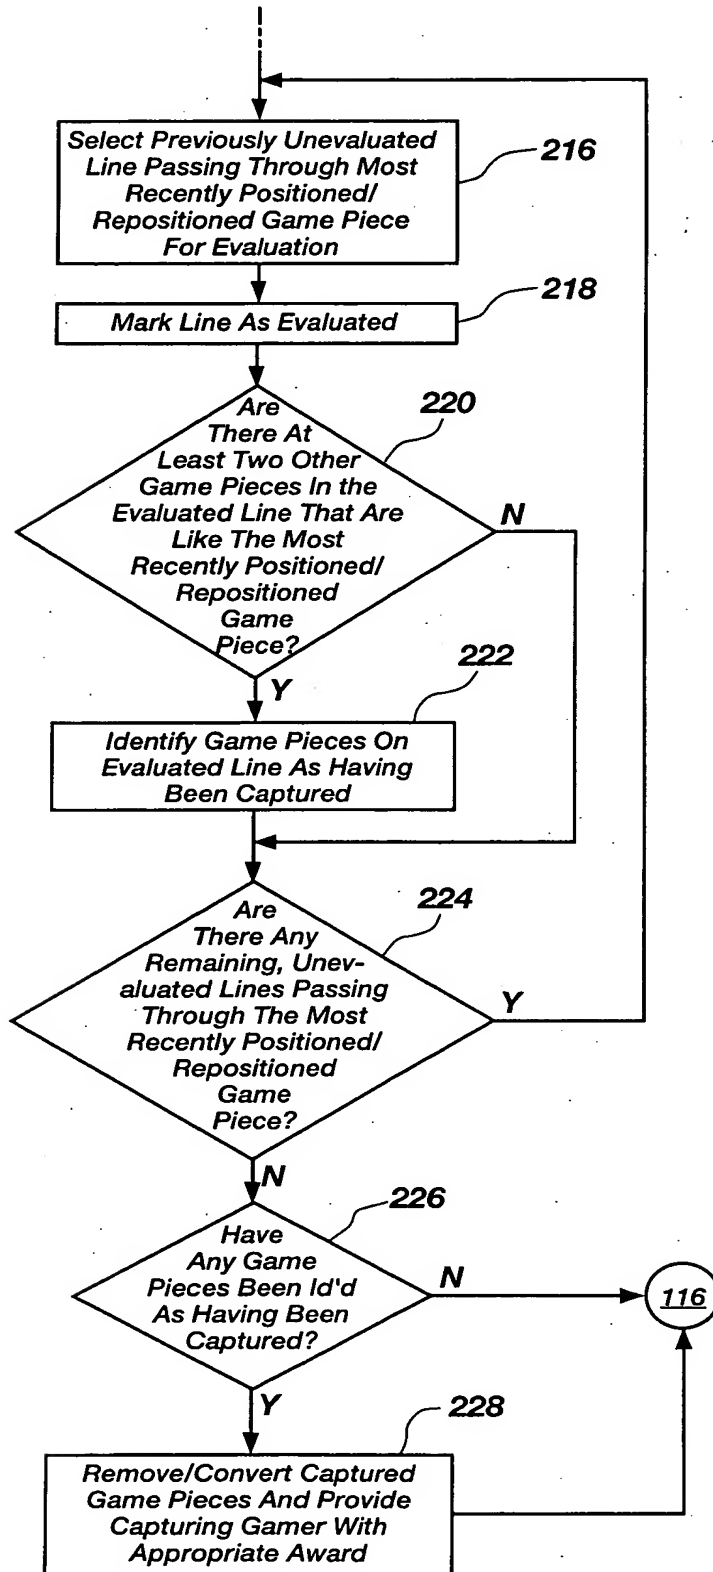 Select Previously Unevaluated
Line Passing Through Most
Recently Positioned/
Repositioned Game Piece
For Evaluation
216
218
Mark Line As Evaluated
220
Are
There At
Least Two Other
Game Pieces In the
Evaluated Line That Are
Like The Most
Recently Positioned/
Repositioned
Game
Piece?
N
Y
222
Identify Game Pieces On
Evaluated Line As Having
Been Captured
224
Are
There Any
Remaining, Unev-
aluated Lines Passing
Through The Most
Recently Positioned/
Repositioned
Game
Piece?
Y
N
226
Have
Any Game
Pieces Been Id'd
As Having Been
Captured?
N
116
Y
228
Remove/Convert Captured
Game Pieces And Provide
Capturing Gamer With
Appropriate Award